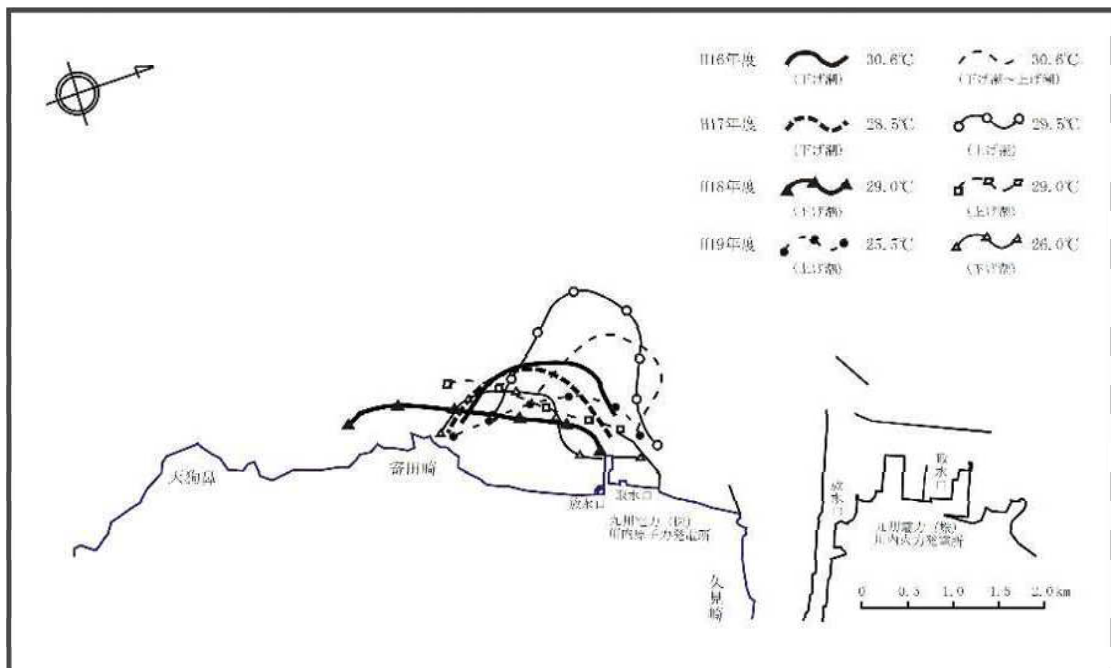 H16年度 30.6℃ 30.6℃
(下げ潮) (下げ潮～上げ潮)
H17年度 28.5℃ 29.5℃
(下げ潮) (上げ潮)
H18年度 29.0℃ 29.0℃
(下げ潮) (上げ潮)
H19年度 25.5℃ 26.0℃
(上げ潮) (下げ潮)
天狗鼻
寄田崎
放水口
取水口
九州電力（株）
川内原子力発電所
久見崎
放水口
取水口
九州電力（株）
川内火力発電所
0 0.5 1.0 1.5 2.0km